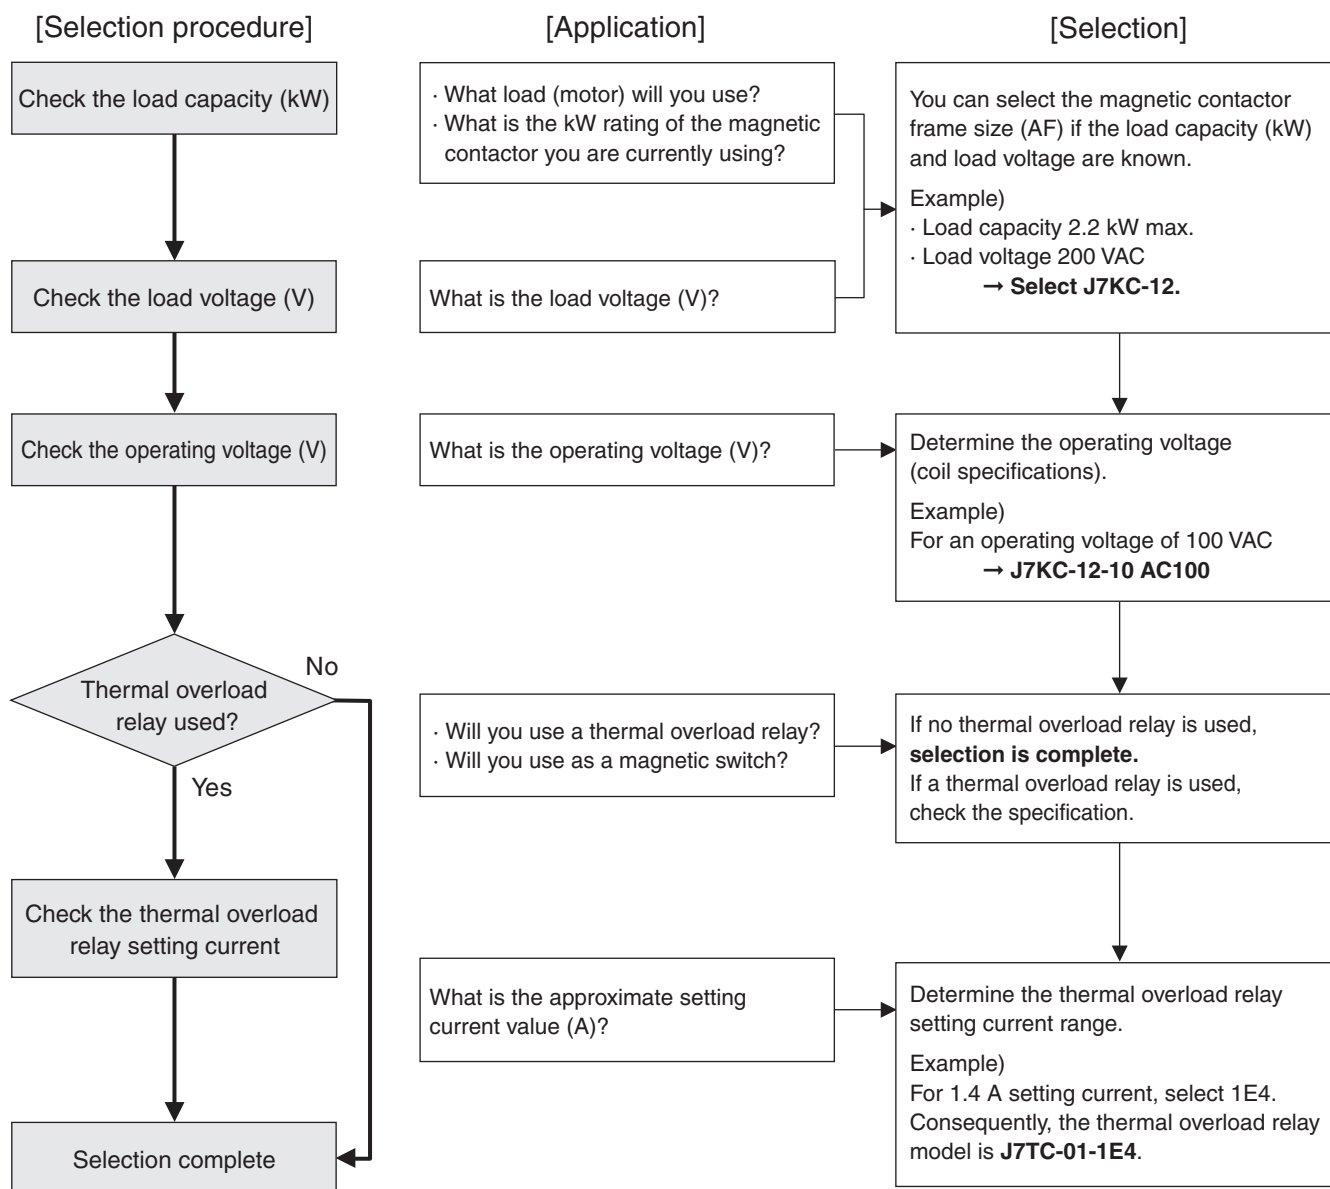 [Selection procedure]
[Application]
[Selection]
Check the load capacity (kW)
· What load (motor) will you use?
· What is the kW rating of the magnetic
contactor you are currently using?
You can select the magnetic contactor
frame size (AF) if the load capacity (kW)
and load voltage are known.
Example)
· Load capacity 2.2 kW max.
· Load voltage 200 VAC
→ Select J7KC-12.
Check the load voltage (V)
What is the load voltage (V)?
Check the operating voltage (V)
What is the operating voltage (V)?
Determine the operating voltage
(coil specifications).
Example)
For an operating voltage of 100 VAC
→ J7KC-12-10 AC100
Thermal overload
relay used?
No
Yes
· Will you use a thermal overload relay?
· Will you use as a magnetic switch?
If no thermal overload relay is used,
selection is complete.
If a thermal overload relay is used,
check the specification.
Check the thermal overload
relay setting current
What is the approximate setting
current value (A)?
Determine the thermal overload relay
setting current range.
Example)
For 1.4 A setting current, select 1E4.
Consequently, the thermal overload relay
model is J7TC-01-1E4.
Selection complete